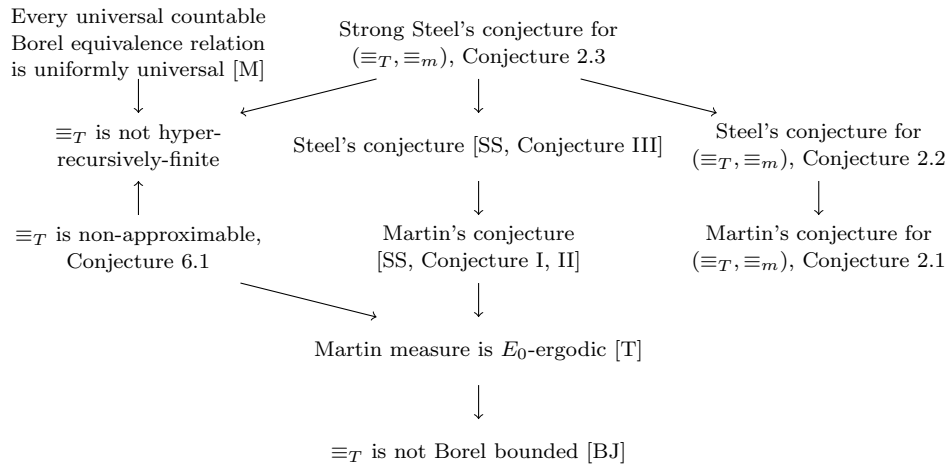 Every universal countable
Borel equivalence relation
is uniformly universal [M]
Strong Steel's conjecture for
(≡_T, ≡_m), Conjecture 2.3
≡_T is not hyper-
recursively-finite
Steel's conjecture [SS, Conjecture III]
Steel's conjecture for
(≡_T, ≡_m), Conjecture 2.2
≡_T is non-approximable,
Conjecture 6.1
Martin's conjecture
[SS, Conjecture I, II]
Martin's conjecture for
(≡_T, ≡_m), Conjecture 2.1
Martin measure is E_0-ergodic [T]
≡_T is not Borel bounded [BJ]